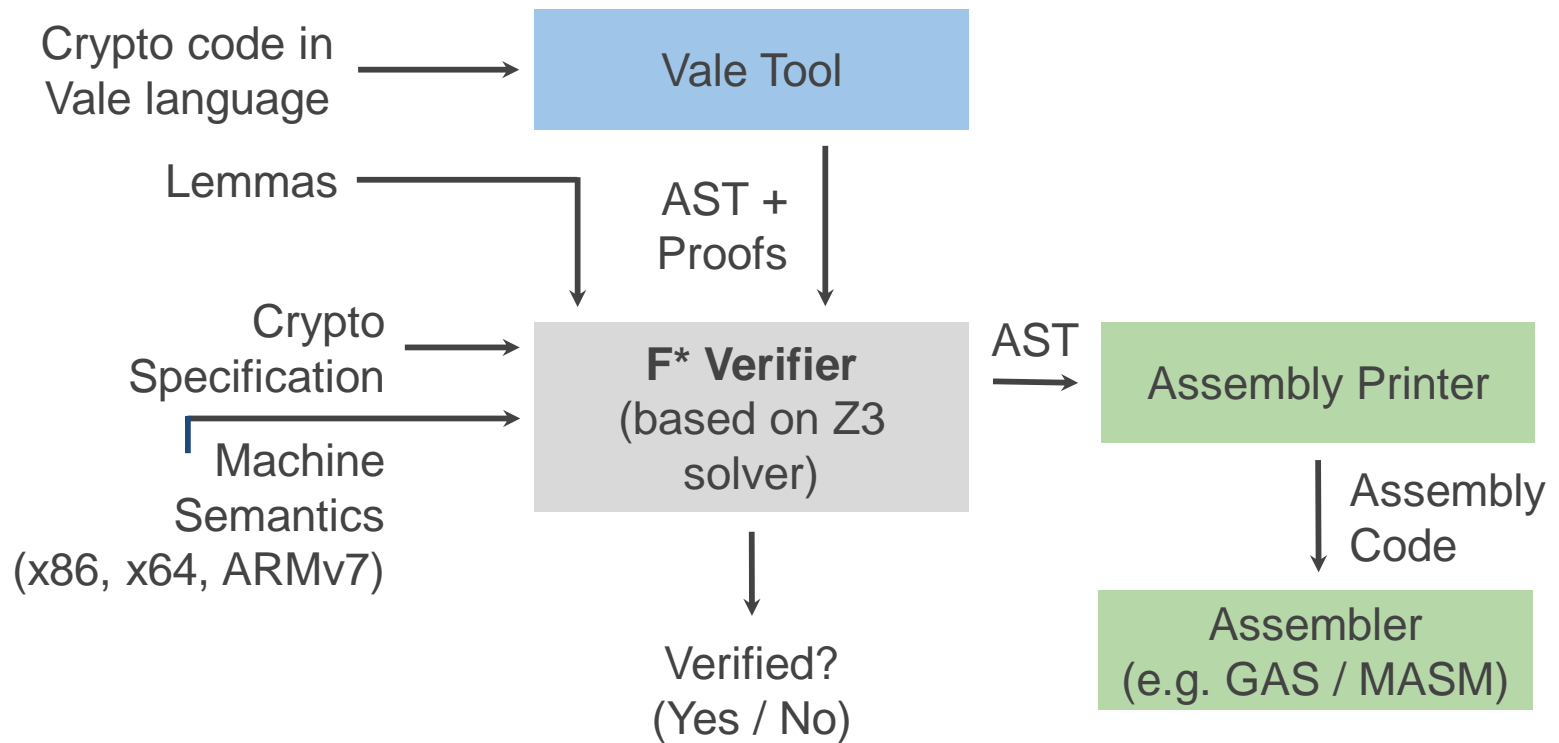 Crypto code in
Vale language
Vale Tool
Lemmas
AST +
Proofs
Crypto
Specification
Machine
Semantics
(x86, x64, ARMv7)
F* Verifier
(based on Z3
solver)
AST
Assembly Printer
Assembly
Code
Assembler
(e.g. GAS / MASM)
Verified?
(Yes / No)